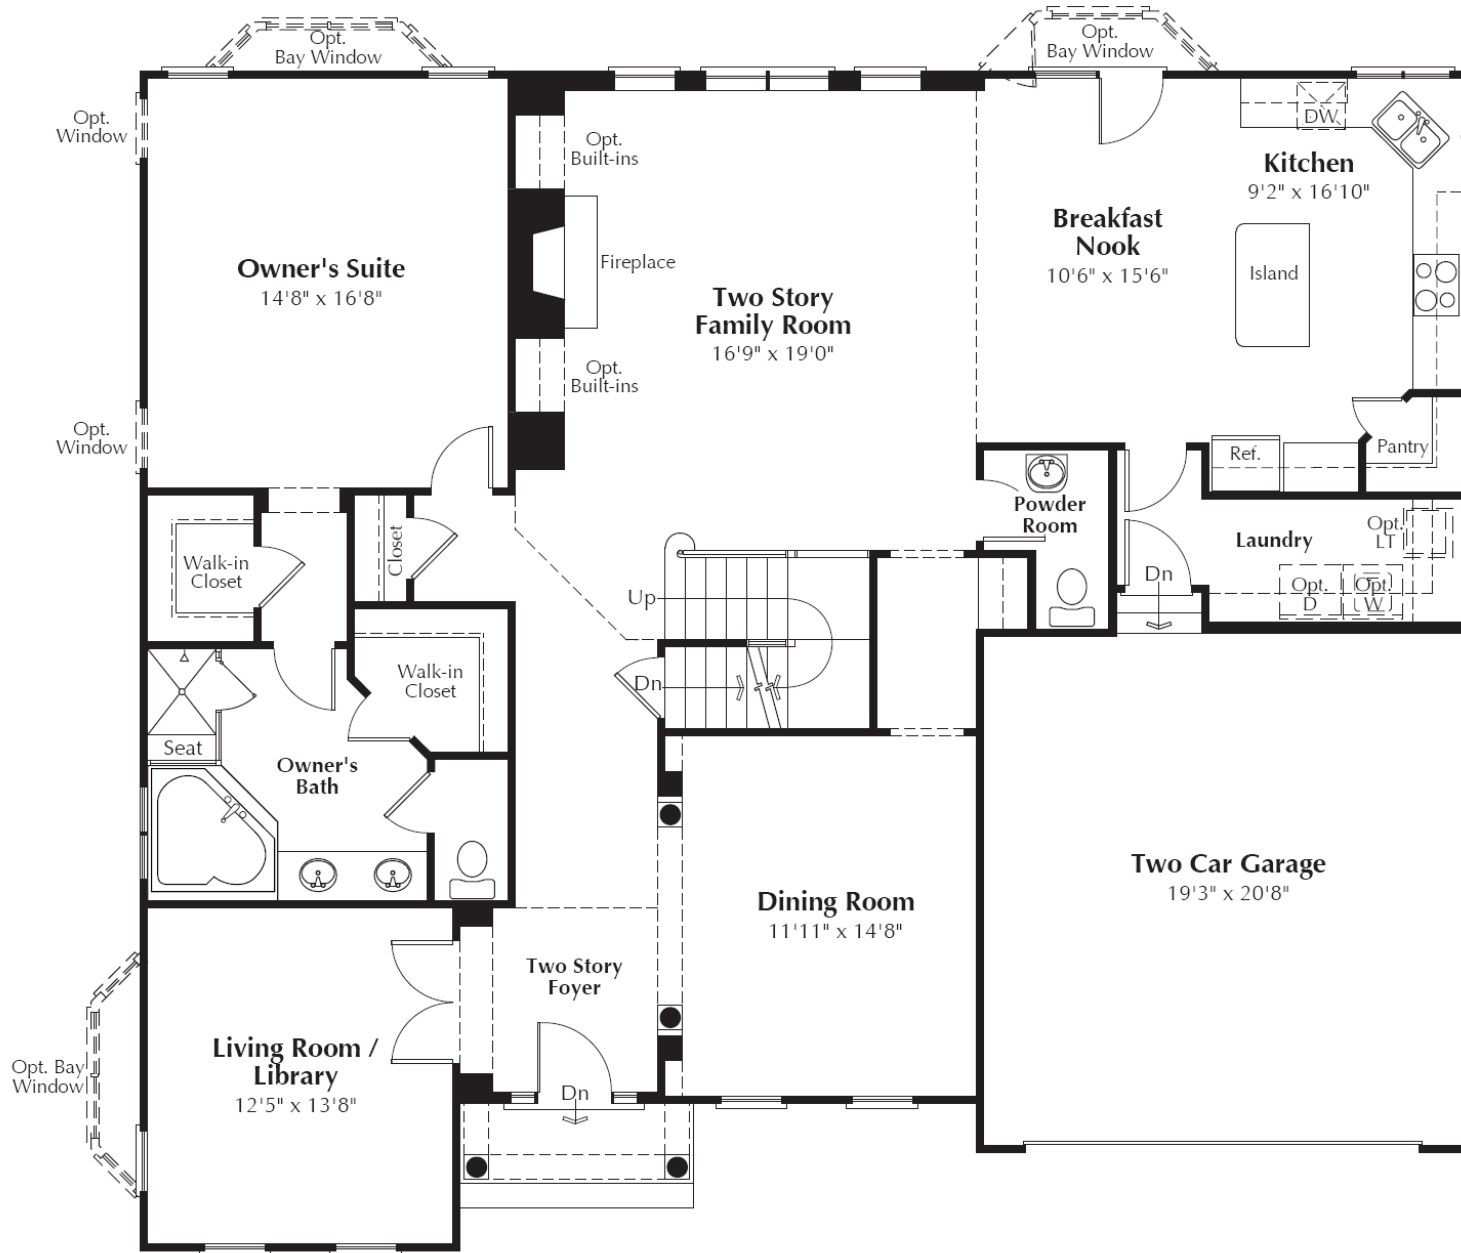 Opt.
Bay Window
Opt.
Bay Window
Opt.
Window
Opt.
Built-ins
DW
Kitchen
9'2" x 16'10"
Breakfast
Nook
10'6" x 15'6"
Owner's Suite
14'8" x 16'8"
Fireplace
Island
Two Story
Family Room
16'9" x 19'0"
Opt.
Built-ins
Opt.
Window
Ref.
Pantry
Powder
Room
Closet
Walk-in
Closet
Laundry
Opt.
LT
Dn
Opt.
D
Opt.
W
Up
Walk-in
Closet
Dn
Seat
Owner's
Bath
Two Car Garage
19'3" x 20'8"
Dining Room
11'11" x 14'8"
Two Story
Foyer
Living Room /
Library
12'5" x 13'8"
Opt. Bay
Window
Dn